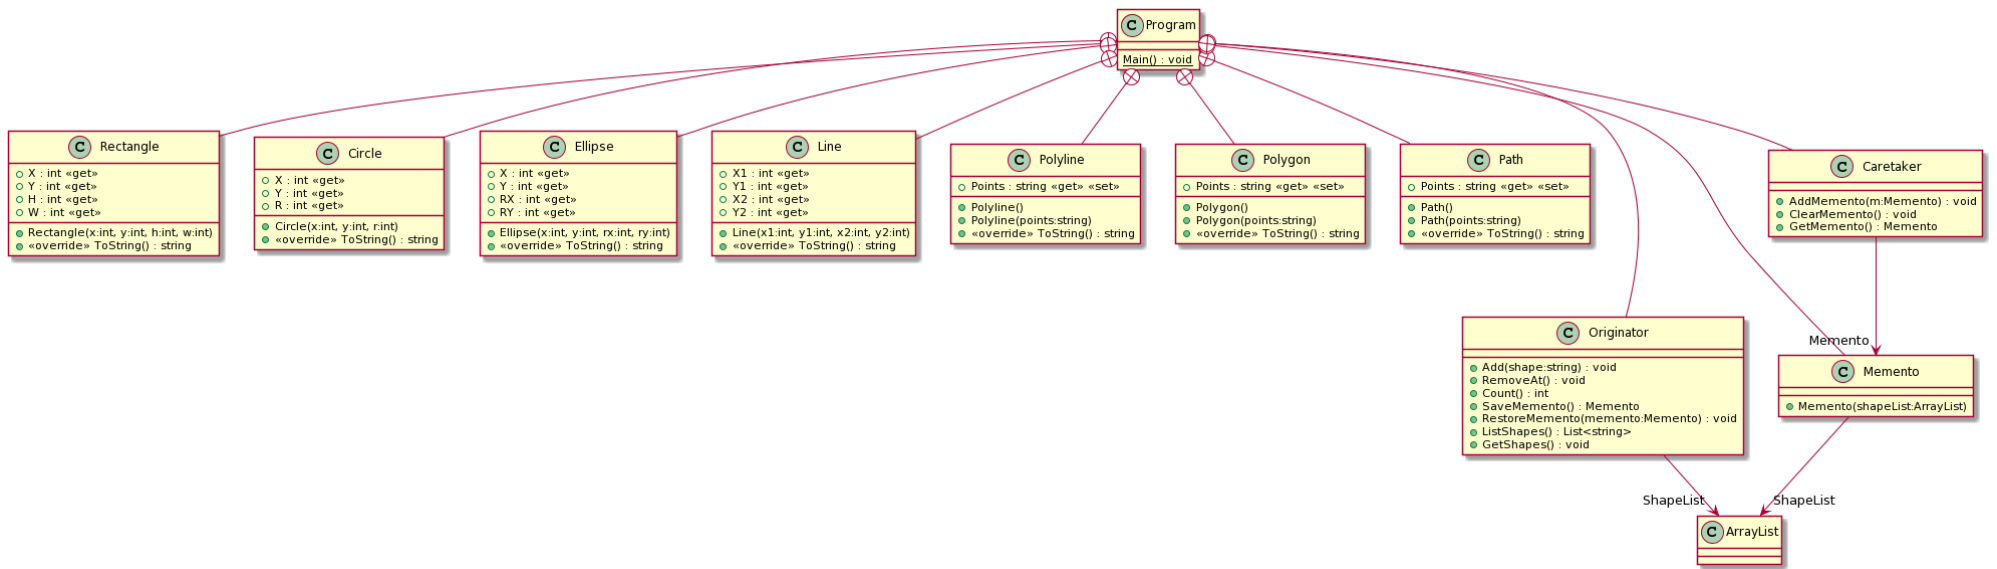 C Program
Main() : void
C Rectangle
X : int «get»
Y : int «get»
H : int «get»
W : int «get»
Rectangle(x:int, y:int, h:int, w:int)
«override» ToString() : string
C Circle
X : int «get»
Y : int «get»
R : int «get»
Circle(x:int, y:int, r:int)
«override» ToString() : string
C Ellipse
X : int «get»
Y : int «get»
RX : int «get»
RY : int «get»
Ellipse(x:int, y:int, rx:int, ry:int)
«override» ToString() : string
C Line
X1 : int «get»
Y1 : int «get»
X2 : int «get»
Y2 : int «get»
Line(x1:int, y1:int, x2:int, y2:int)
«override» ToString() : string
C Polyline
Points : string «get» «set»
Polyline()
Polyline(points:string)
«override» ToString() : string
C Polygon
Points : string «get» «set»
Polygon()
Polygon(points:string)
«override» ToString() : string
C Path
Points : string «get» «set»
Path()
Path(points:string)
«override» ToString() : string
C Caretaker
AddMemento(m:Memento) : void
ClearMemento() : void
GetMemento() : Memento
C Originator
Add(shape:string) : void
RemoveAt() : void
Count() : int
SaveMemento() : Memento
RestoreMemento(memento:Memento) : void
ListShapes() : List<string>
GetShapes() : void
Memento
C Memento
Memento(shapeList:ArrayList)
ShapeList
ShapeList
C ArrayList